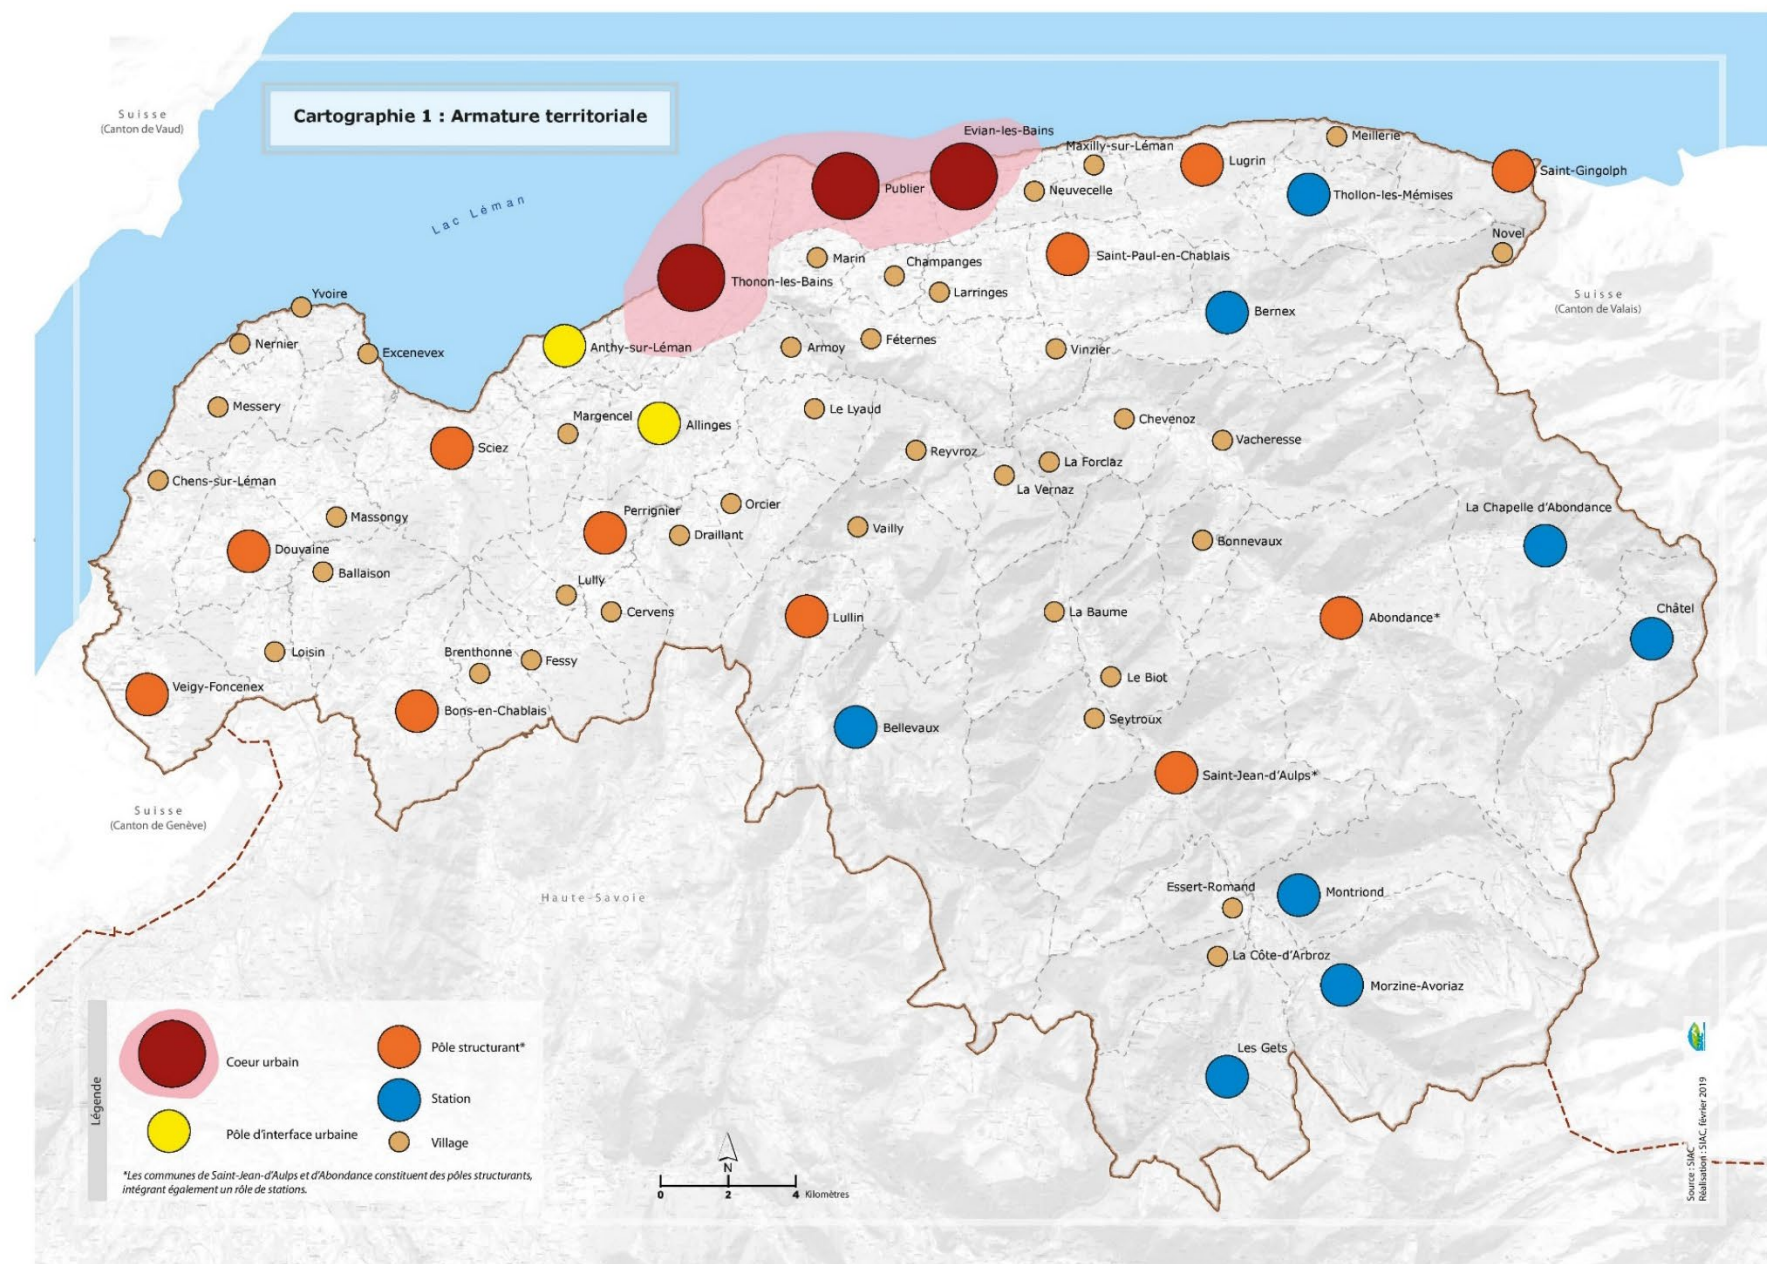 Cartographie 1 : Armature territoriale
Suisse
(Canton de Vaud)
Lac Léman
Evian-les-Bains
Meillerie
Maxilly-sur-Léman
Lugrin
Saint-Gingolph
Publier
Neuvecelle
Thollon-les-Mémises
Novel
Marin
Champanges
Saint-Paul-en-Chablais
Thonon-les-Bains
Larringes
Suisse
(Canton de Valais)
Yvoire
Bernex
Nernier
Excenevex
Anthy-sur-Léman
Armoy
Féternes
Vinzier
Messery
Margencel
Le Lyaud
Allinges
Chevenoz
Vacheresse
Sciez
Reyvroz
La Forclaz
Chens-sur-Léman
La Vernaz
Orcier
La Chapelle d'Abondance
Massongy
Perrignier
Draillant
Vailly
Bonnevaux
Douvaine
Ballaison
Lully
Cervens
Lullin
La Baume
Abondance*
Châtel
Loisin
Brenthonne
Fessy
Le Biot
Veigy-Foncenex
Bons-en-Chablais
Bellevaux
Seytroux
Saint-Jean-d'Aulps*
Suisse
(Canton de Genève)
Haute-Savoie
Essert-Romand
Montriond
La Côte-d'Arbroz
Morzine-Avoriaz
Les Gets
Légende
Coeur urbain
Pôle d'interface urbaine
Pôle structurant*
Station
Village
*Les communes de Saint-Jean-d'Aulps et d'Abondance constituent des pôles structurants,
intégrant également un rôle de stations.
N
0 2 4 Kilomètres
SIAC
Source : SIAC
Réalisation : SIAC, février 2019